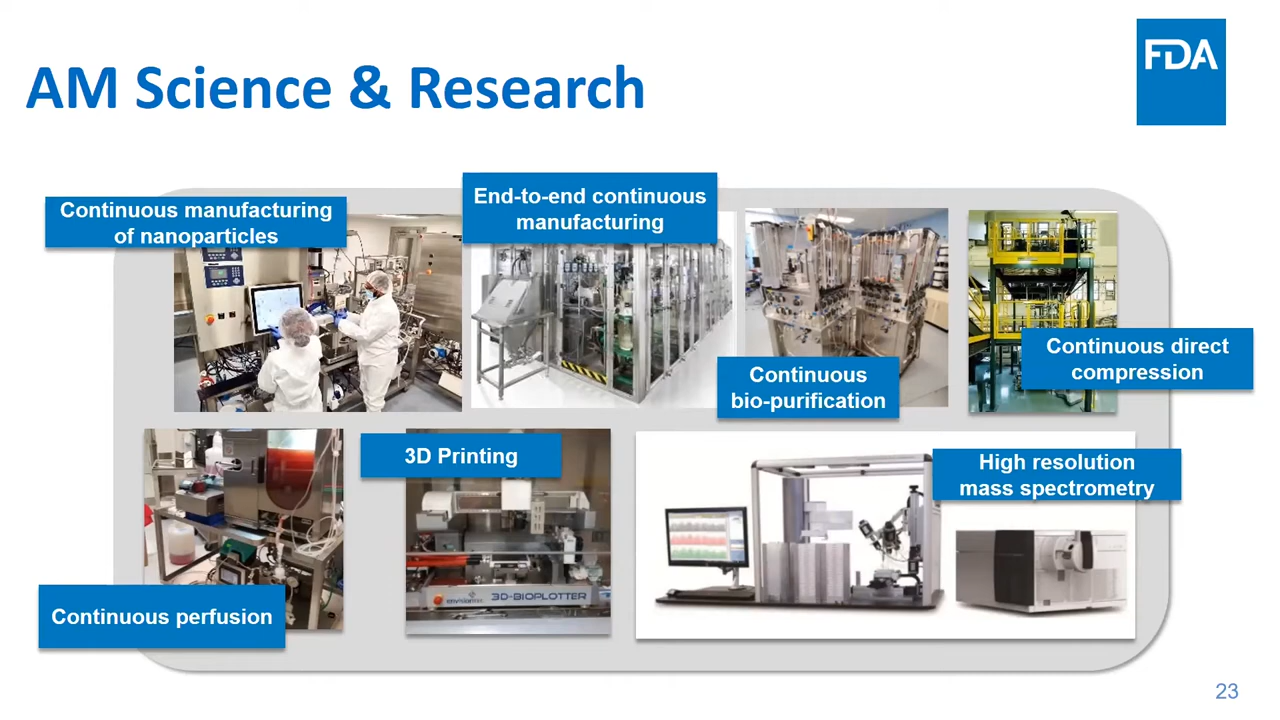 AM Science & Research
FDA
Continuous manufacturing
of nanoparticles
End-to-end continuous
manufacturing
Continuous
bio-purification
Continuous direct
compression
Continuous perfusion
3D Printing
envisionTEC 3D-BIOPLOTTER
High resolution
mass spectrometry
23